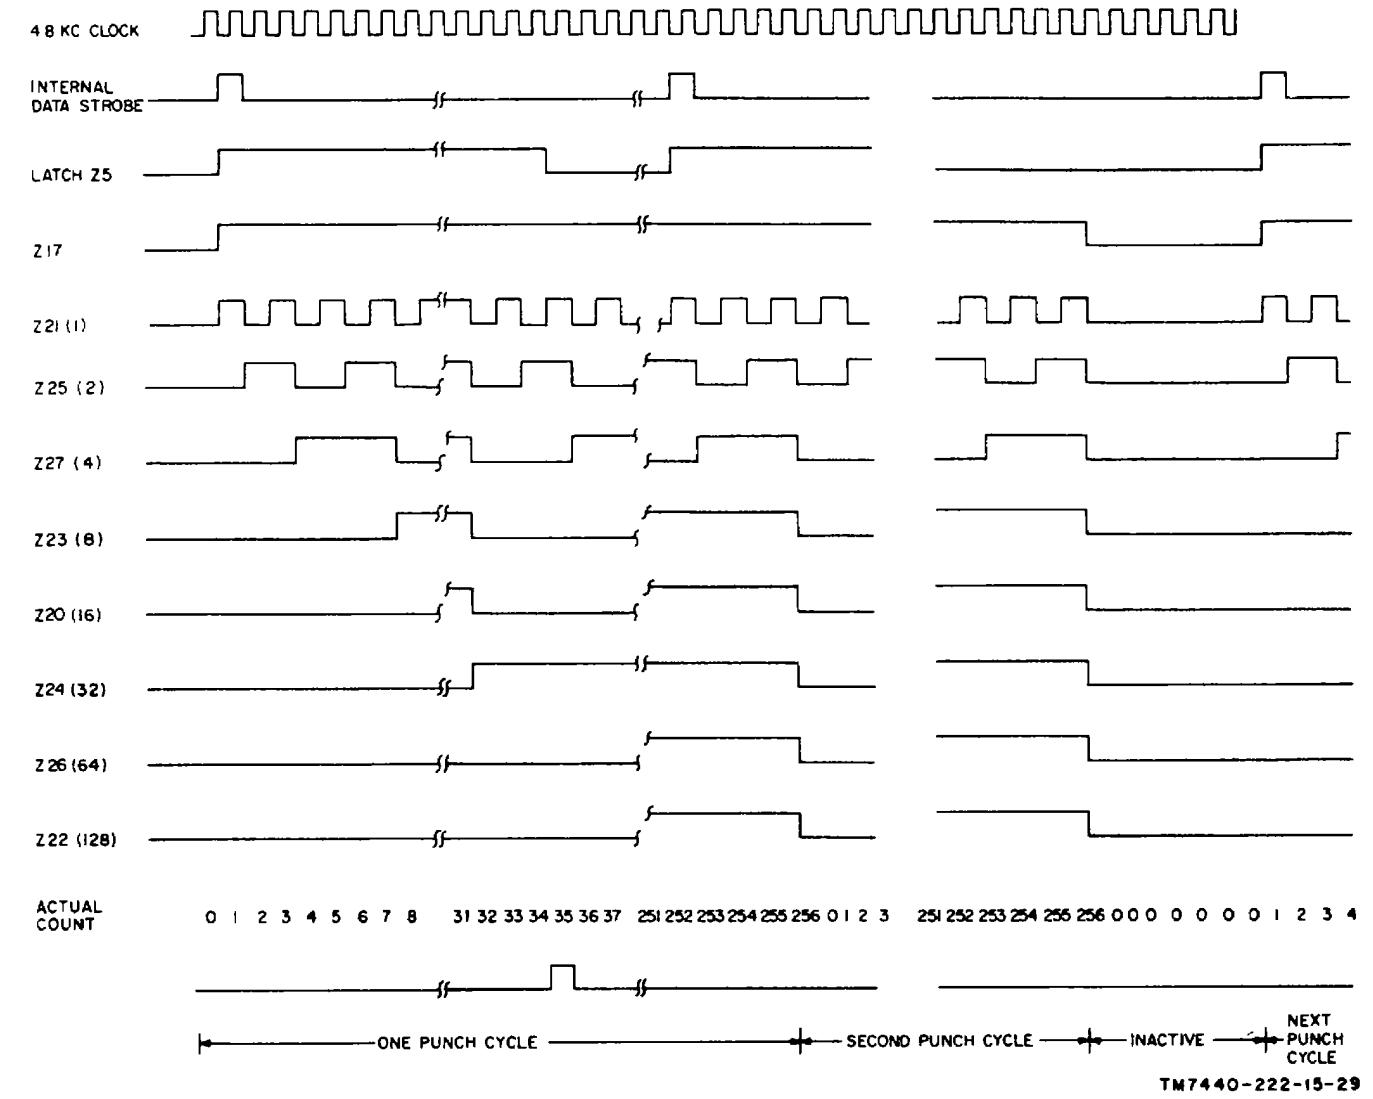 4 8 KC CLOCK
INTERNAL
DATA STROBE
LATCH Z5
Z17
Z21 (1)
Z25 (2)
Z27 (4)
Z23 (8)
Z20 (16)
Z24 (32)
Z26 (64)
Z22 (128)
ACTUAL
COUNT
0 1 2 3 4 5 6 7 8 31 32 33 34 35 36 37 251 252 253 254 255 256 0 1 2 3 251 252 253 254 255 256 0 0 0 0 0 0 0 1 2 3 4
ONE PUNCH CYCLE
SECOND PUNCH CYCLE
INACTIVE
NEXT
PUNCH
CYCLE
TM7440-222-15-29